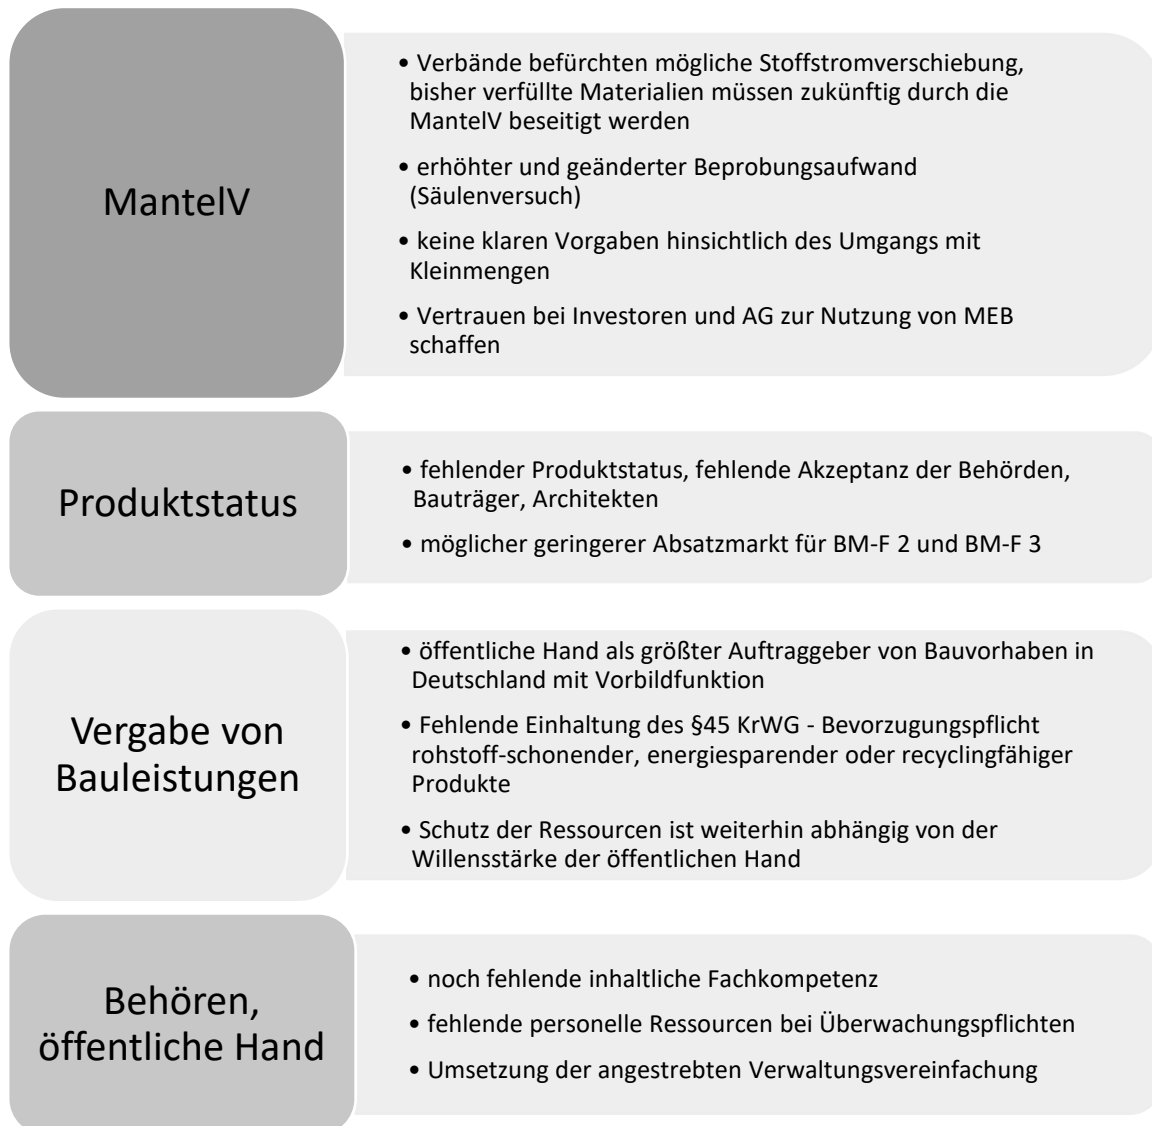 MantelV
• Verbände befürchten mögliche Stoffstromverschiebung,
bisher verfüllte Materialien müssen zukünftig durch die
MantelV beseitigt werden
• erhöhter und geänderter Beprobungsaufwand
(Säulenversuch)
• keine klaren Vorgaben hinsichtlich des Umgangs mit
Kleinmengen
• Vertrauen bei Investoren und AG zur Nutzung von MEB
schaffen
Produktstatus
• fehlender Produktstatus, fehlende Akzeptanz der Behörden,
Bauträger, Architekten
• möglicher geringerer Absatzmarkt für BM-F 2 und BM-F 3
Vergabe von
Bauleistungen
• öffentliche Hand als größter Auftraggeber von Bauvorhaben in
Deutschland mit Vorbildfunktion
• Fehlende Einhaltung des §45 KrWG - Bevorzugungspflicht
rohstoff-schonender, energiesparender oder recyclingfähiger
Produkte
• Schutz der Ressourcen ist weiterhin abhängig von der
Willensstärke der öffentlichen Hand
Behören,
öffentliche Hand
• noch fehlende inhaltliche Fachkompetenz
• fehlende personelle Ressourcen bei Überwachungspflichten
• Umsetzung der angestrebten Verwaltungsvereinfachung